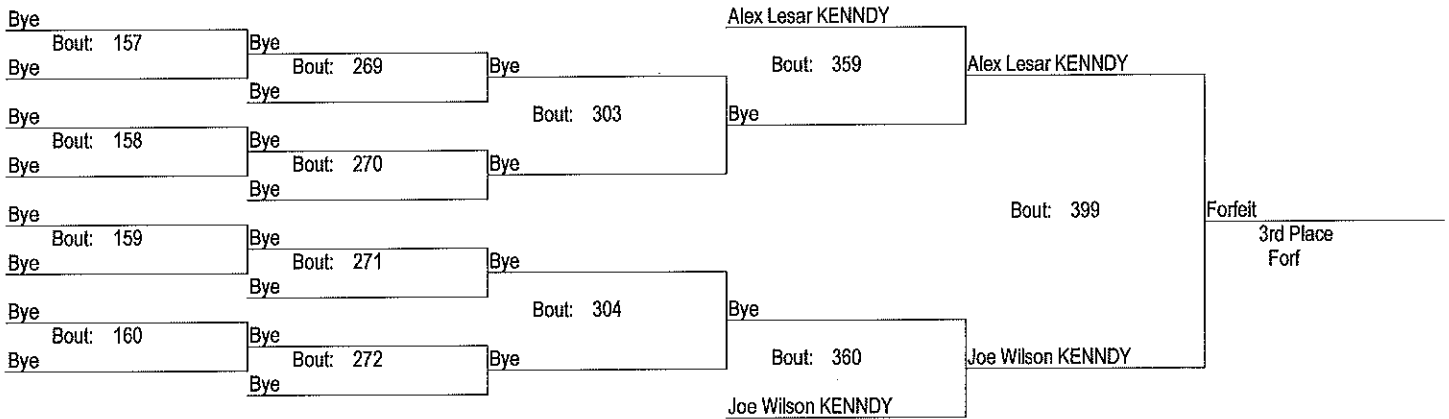 Bye
Bout: 157
Bye
Bye
Bout: 269
Bye
Bye
Bye
Bout: 158
Bye
Bye
Bout: 270
Bye
Bye
Bout: 303
Bye
Bout: 159
Bye
Bye
Bout: 271
Bye
Bye
Bye
Bout: 160
Bye
Bye
Bout: 272
Bye
Bye
Bout: 304
Alex Lesar KENNDY
Bout: 359
Bye
Alex Lesar KENNDY
Bye
Bout: 360
Joe Wilson KENNDY
Joe Wilson KENNDY
Bout: 399
Forfeit
3rd Place
Forf